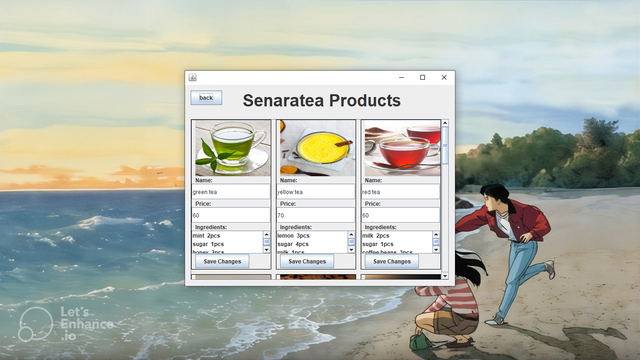 back
Senaratea Products
Name:
green tea
Price:
60
Ingredients:
mint 2pcs
sugar 1pcs
honey 3pcs
Save Changes
Name:
yellow tea
Price:
70
Ingredients:
lemon 3pcs
sugar 4pcs
milk 1pcs
Save Changes
Name:
red tea
Price:
60
Ingredients:
milk 2pcs
sugar 1pcs
coffee beans 3pcs
Save Changes
Let's
Enhance
.io